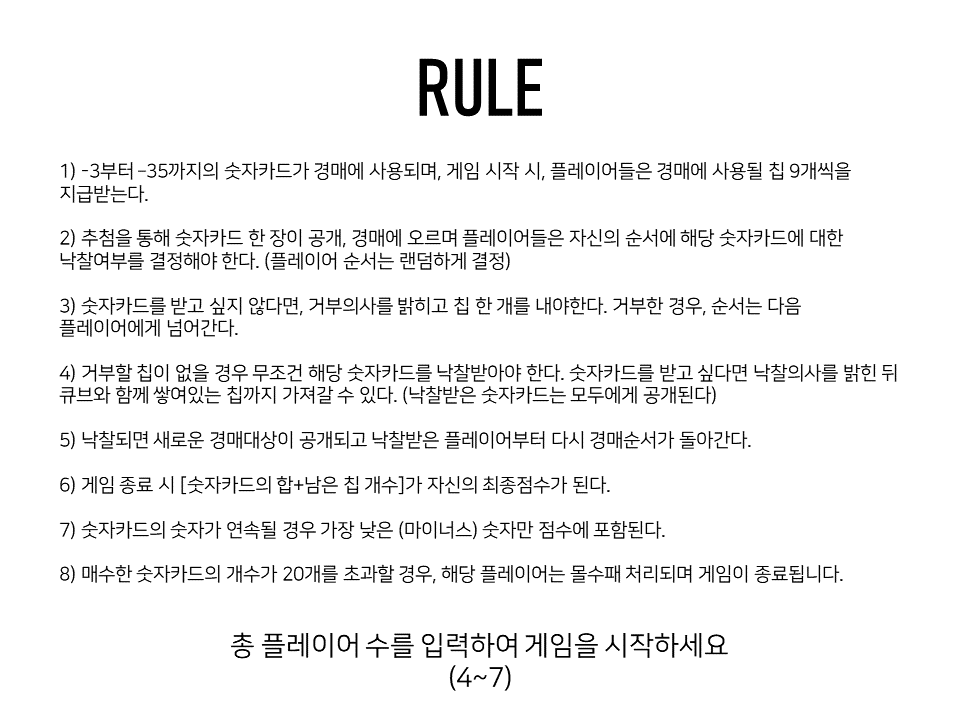 RULE
1) -3부터 –35까지의 숫자카드가 경매에 사용되며, 게임 시작 시, 플레이어들은 경매에 사용될 칩 9개씩을
지급받는다.
2) 추첨을 통해 숫자카드 한 장이 공개, 경매에 오르며 플레이어들은 자신의 순서에 해당 숫자카드에 대한
낙찰여부를 결정해야 한다. (플레이어 순서는 랜덤하게 결정)
3) 숫자카드를 받고 싶지 않다면, 거부의사를 밝히고 칩 한 개를 내야한다. 거부한 경우, 순서는 다음
플레이어에게 넘어간다.
4) 거부할 칩이 없을 경우 무조건 해당 숫자카드를 낙찰받아야 한다. 숫자카드를 받고 싶다면 낙찰의사를 밝힌 뒤
큐브와 함께 쌓여있는 칩까지 가져갈 수 있다. (낙찰받은 숫자카드는 모두에게 공개된다)
5) 낙찰되면 새로운 경매대상이 공개되고 낙찰받은 플레이어부터 다시 경매순서가 돌아간다.
6) 게임 종료 시 [숫자카드의 합+남은 칩 개수]가 자신의 최종점수가 된다.
7) 숫자카드의 숫자가 연속될 경우 가장 낮은 (마이너스) 숫자만 점수에 포함된다.
8) 매수한 숫자카드의 개수가 20개를 초과할 경우, 해당 플레이어는 몰수패 처리되며 게임이 종료됩니다.
총 플레이어 수를 입력하여 게임을 시작하세요
(4~7)